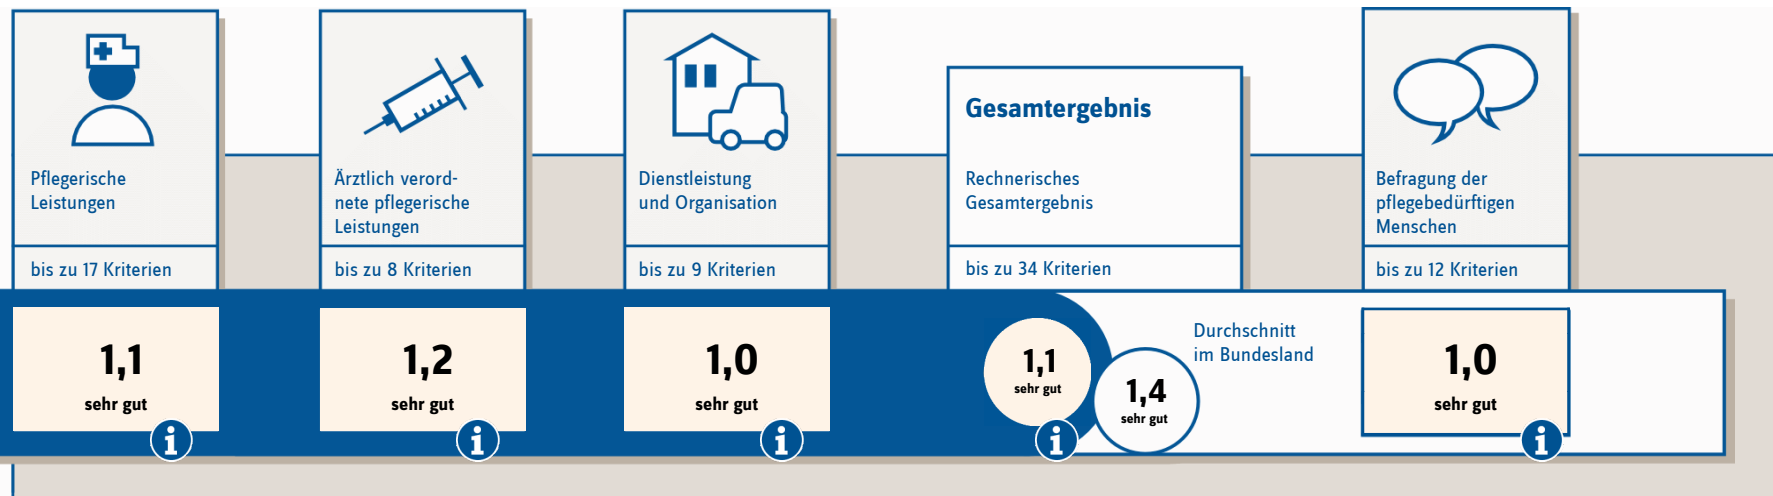 Pflegerische
Leistungen
bis zu 17 Kriterien
1,1
sehr gut
i
Ärztlich verord-
nete pflegerische
Leistungen
bis zu 8 Kriterien
1,2
sehr gut
i
Dienstleistung
und Organisation
bis zu 9 Kriterien
1,0
sehr gut
i
Gesamtergebnis
Rechnerisches
Gesamtergebnis
bis zu 34 Kriterien
1,1
sehr gut
i
1,4
sehr gut
Durchschnitt
im Bundesland
Befragung der
pflegebedürftigen
Menschen
bis zu 12 Kriterien
1,0
sehr gut
i